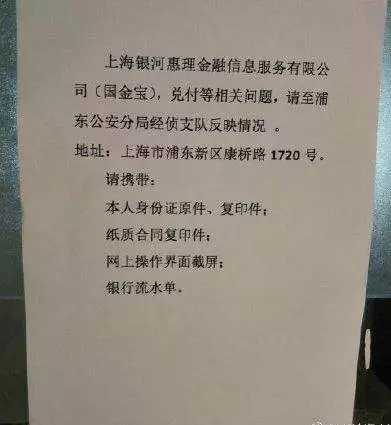 上海银河惠理金融信息服务有限公
司（国金宝），兑付等相关问题，请至浦
东公安分局经侦支队反映情况 。
地址：上海市浦东新区康桥路 1720 号。
请携带：
本人身份证原件、复印件；
纸质合同复印件；
网上操作界面截屏；
银行流水单。